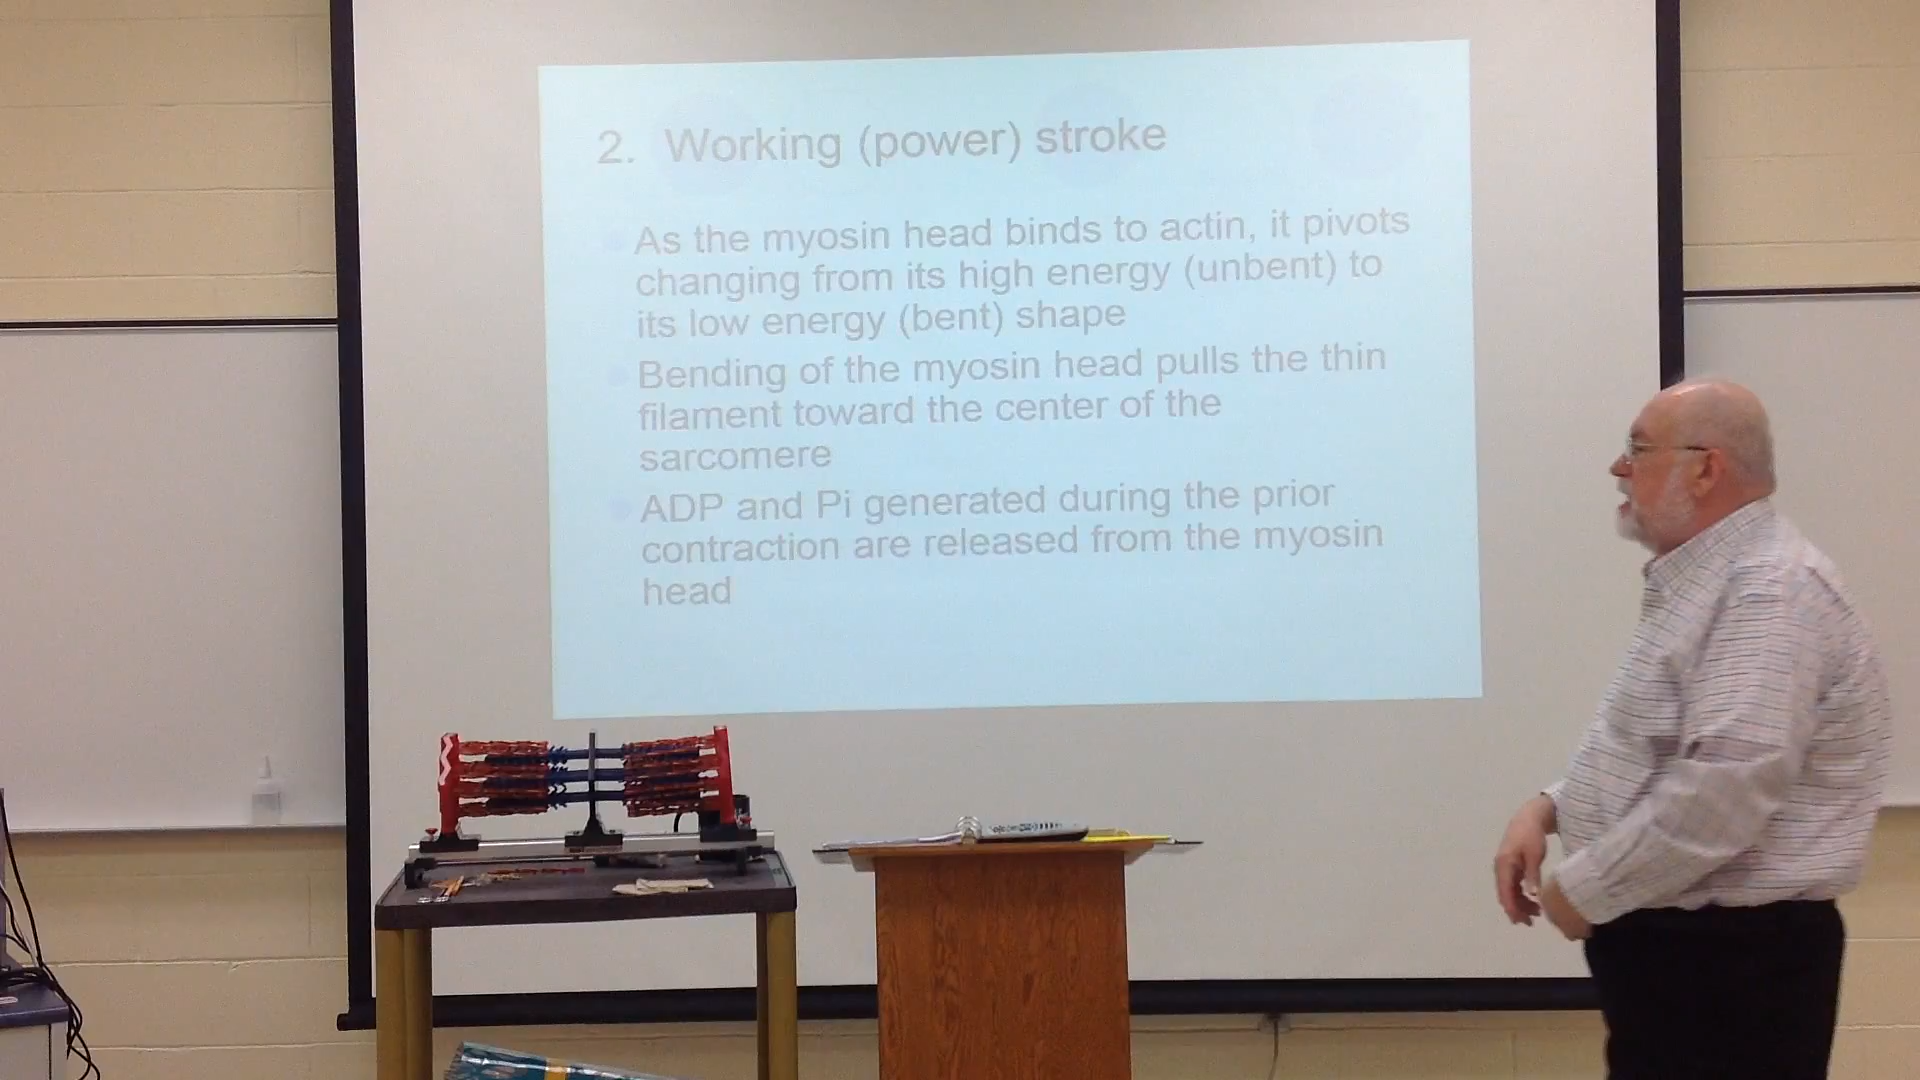 2. Working (power) stroke
As the myosin head binds to actin, it pivots
changing from its high energy (unbent) to
its low energy (bent) shape
Bending of the myosin head pulls the thin
filament toward the center of the
sarcomere
ADP and Pi generated during the prior
contraction are released from the myosin
head